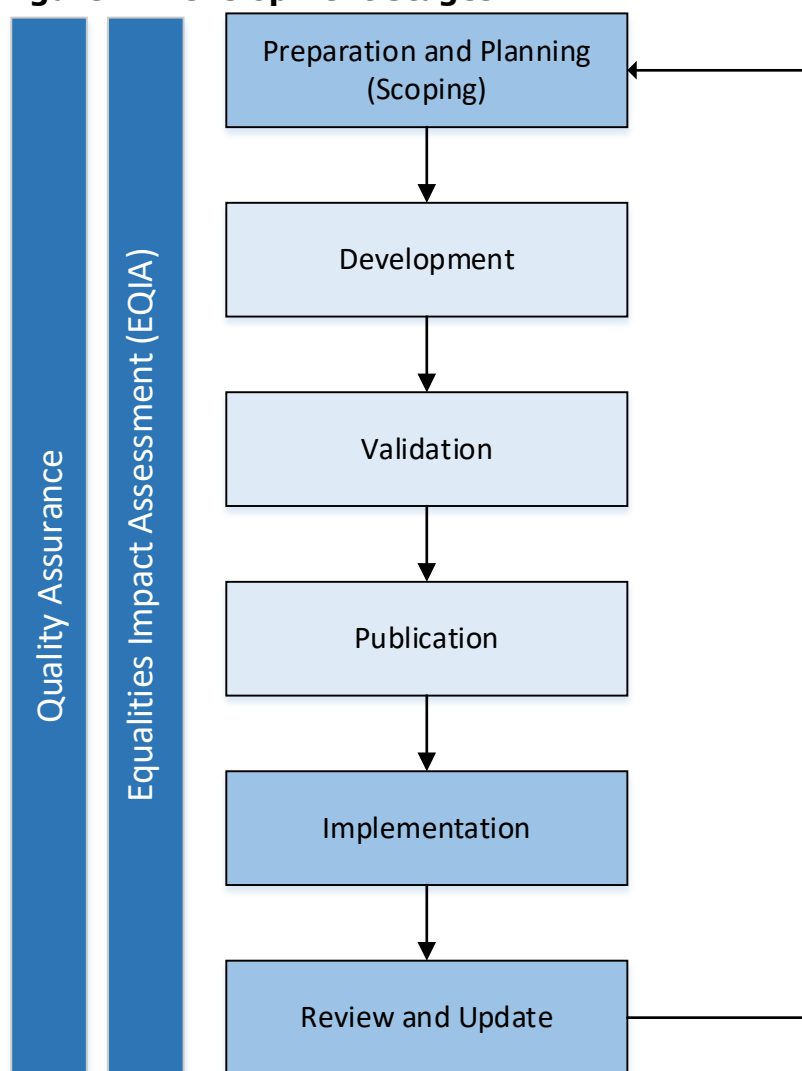 Preparation and Planning
(Scoping)
Development
Validation
Publication
Implementation
Review and Update
Quality Assurance
Equalities Impact Assessment (EQIA)